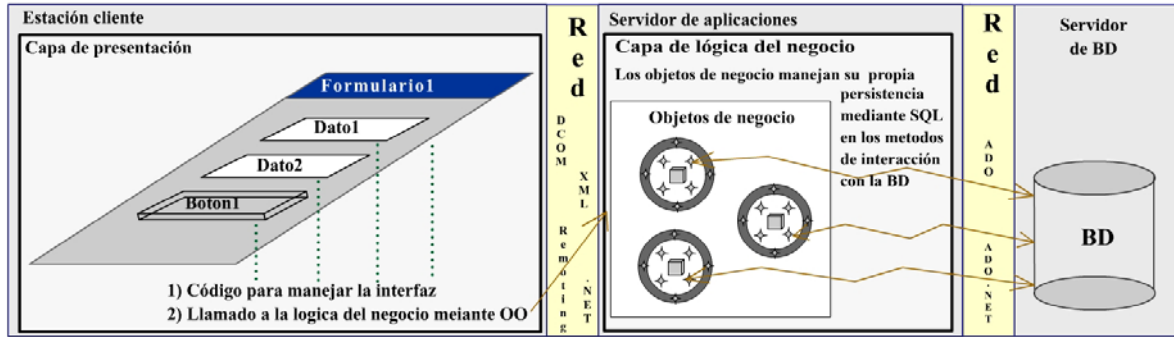 Estación cliente
Capa de presentación
Formulario1
Dato1
Dato2
Boton1
1) Código para manejar la interfaz
2) Llamado a la logica del negocio meiante OO
Red
DCOM
XML
Remoting
.NET
Servidor de aplicaciones
Capa de lógica del negocio
Los objetos de negocio manejan su propia
persistencia
mediante SQL
en los metodos
de interacción
con la BD
Objetos de negocio
Red
ADO
ADO.NET
Servidor
de BD
BD